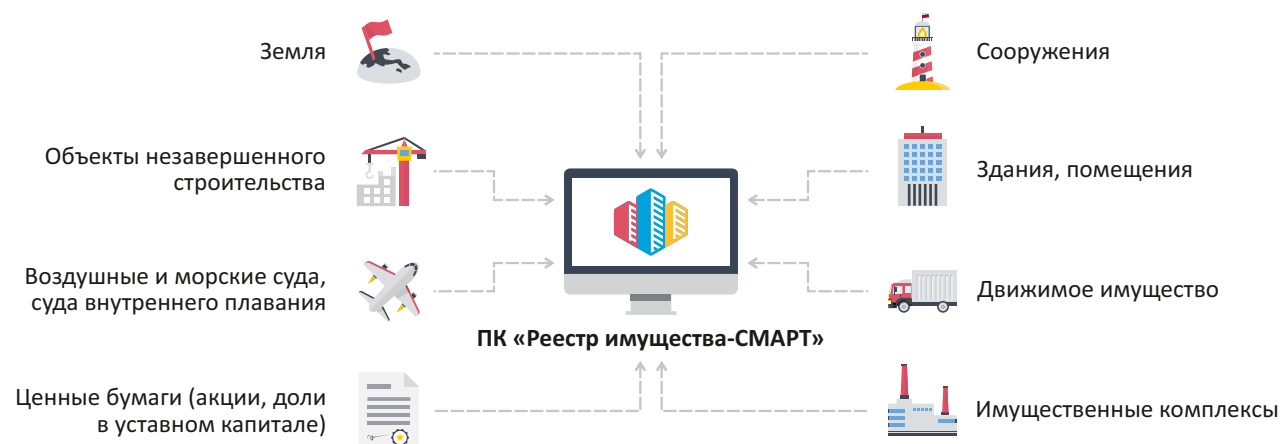 Земля
Сооружения
Объекты незавершенного
строительства
Здания, помещения
Воздушные и морские суда,
суда внутреннего плавания
Движимое имущество
ПК «Реестр имущества-СМАРТ»
Ценные бумаги (акции, доли
в уставном капитале)
Имущественные комплексы